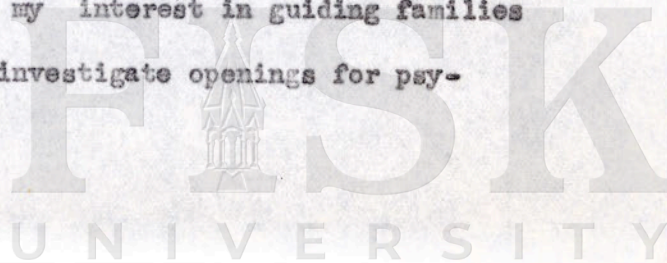 my interest in guiding families
investigate openings for psy-
FISK
UNIVERSITY